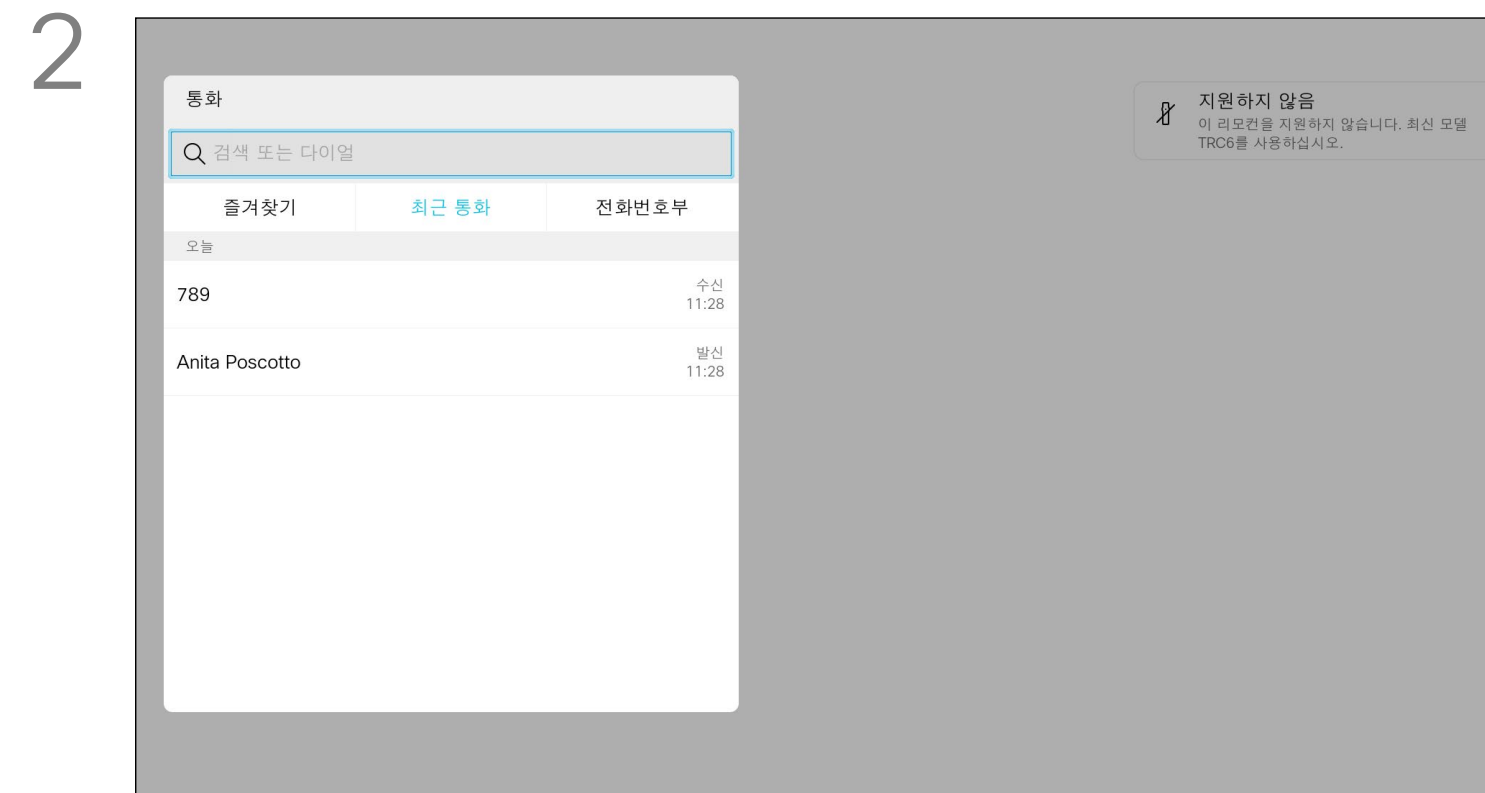 2
통화
검색 또는 다이얼
즐겨찾기 최근 통화 전화번호부
오늘
789 수신
11:28
Anita Poscotto 발신
11:28
지원하지 않음
이 리모컨을 지원하지 않습니다. 최신 모델
TRC6를 사용하십시오.